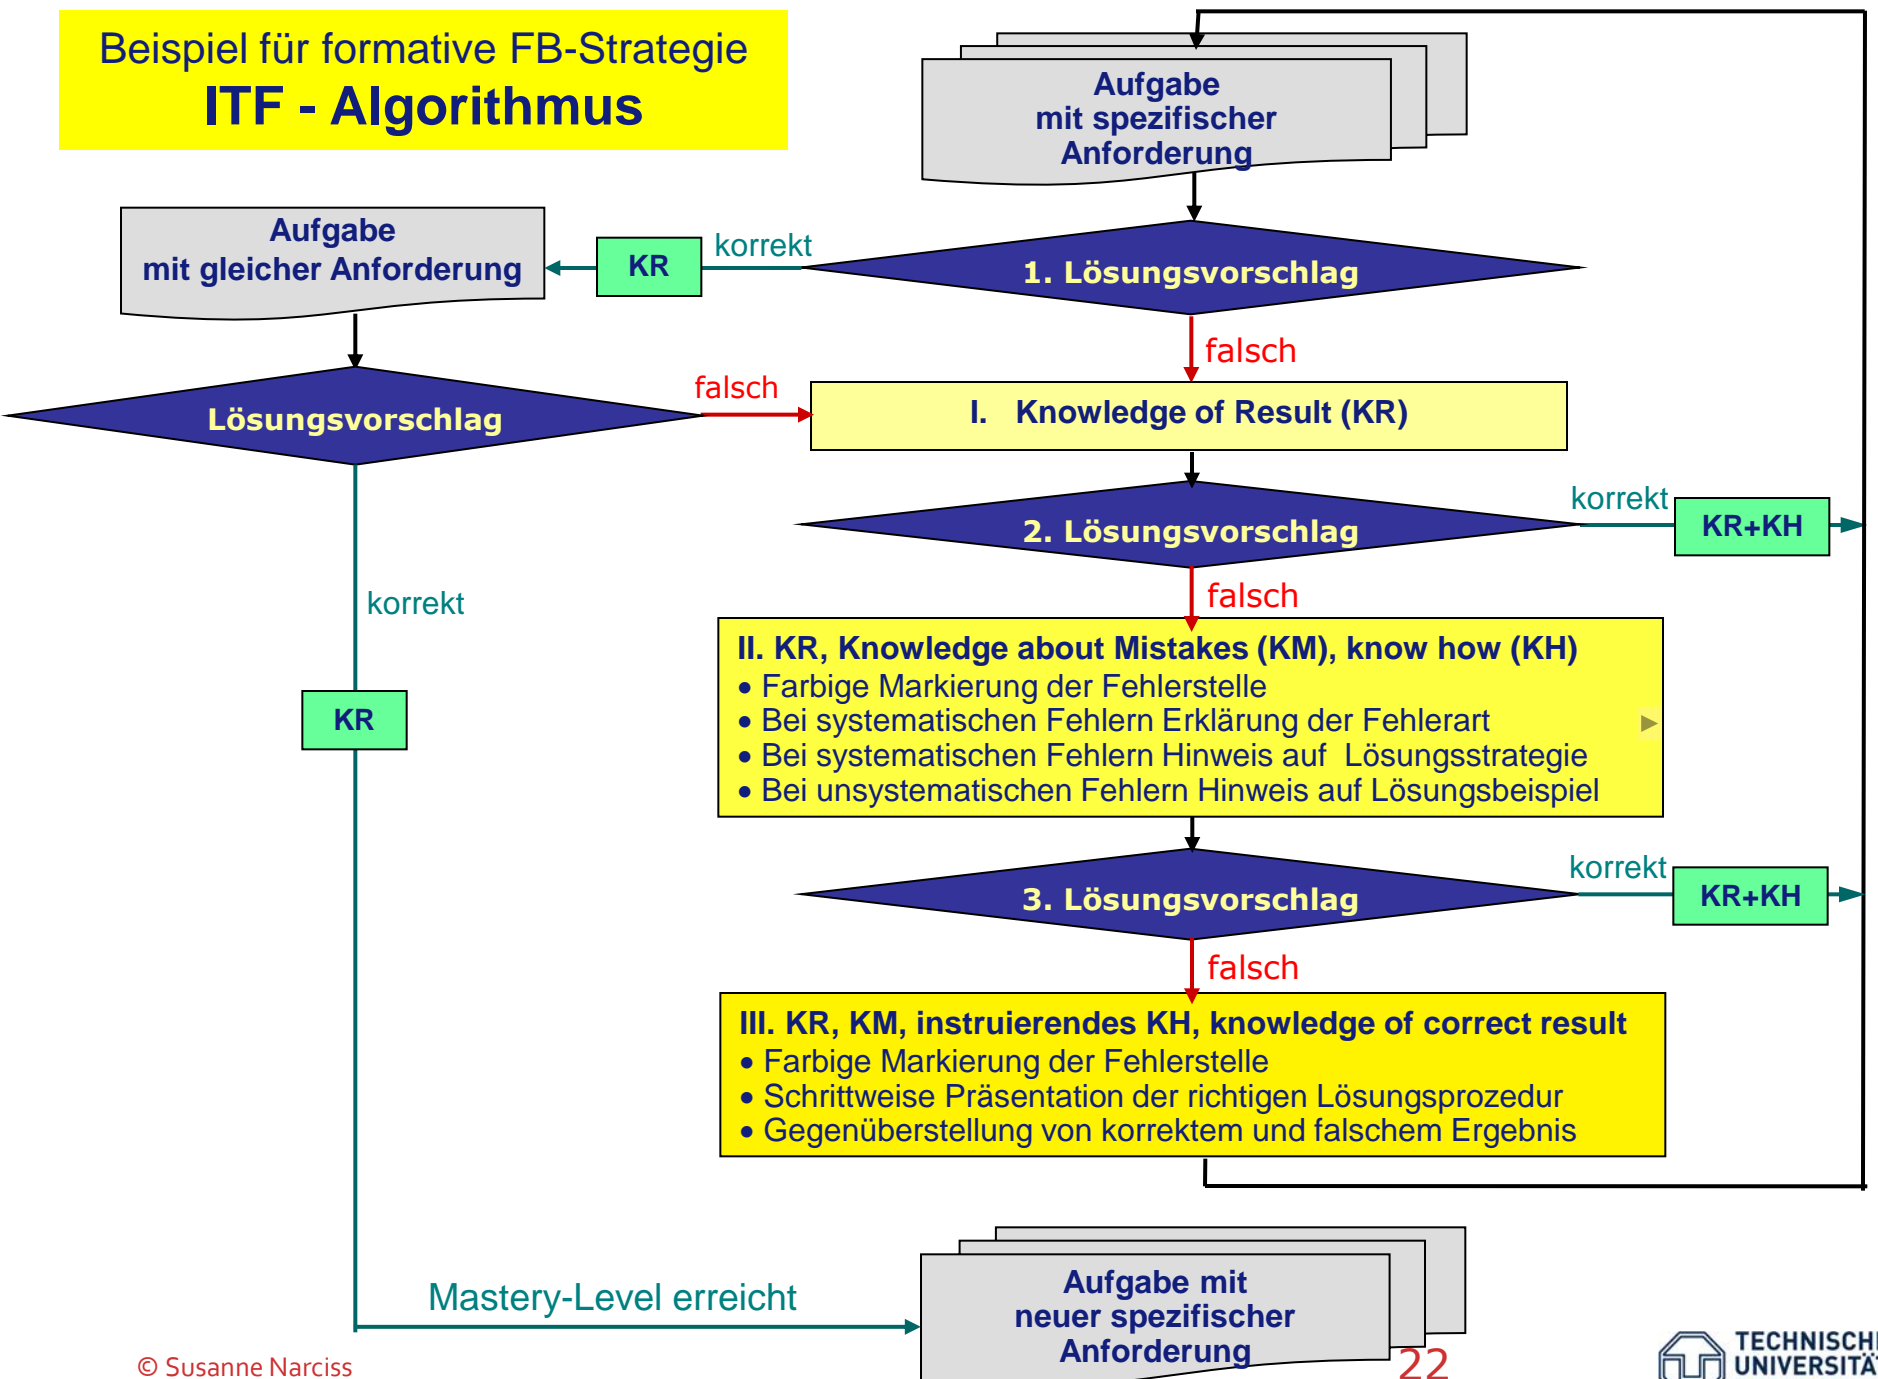 Beispiel für formative FB-Strategie
ITF - Algorithmus
Aufgabe
mit spezifischer
Anforderung
Aufgabe
mit gleicher Anforderung
KR
korrekt
1. Lösungsvorschlag
falsch
Lösungsvorschlag
falsch
I. Knowledge of Result (KR)
2. Lösungsvorschlag
korrekt
KR+KH
falsch
korrekt
KR
II. KR, Knowledge about Mistakes (KM), know how (KH)
• Farbige Markierung der Fehlerstelle
• Bei systematischen Fehlern Erklärung der Fehlerart
• Bei systematischen Fehlern Hinweis auf Lösungsstrategie
• Bei unsystematischen Fehlern Hinweis auf Lösungsbeispiel
3. Lösungsvorschlag
korrekt
KR+KH
falsch
III. KR, KM, instruierendes KH, knowledge of correct result
• Farbige Markierung der Fehlerstelle
• Schrittweise Präsentation der richtigen Lösungsprozedur
• Gegenüberstellung von korrektem und falschem Ergebnis
Mastery-Level erreicht
Aufgabe mit
neuer spezifischer
Anforderung
© Susanne Narciss
22
TECHNISCH
UNIVERSITÄT